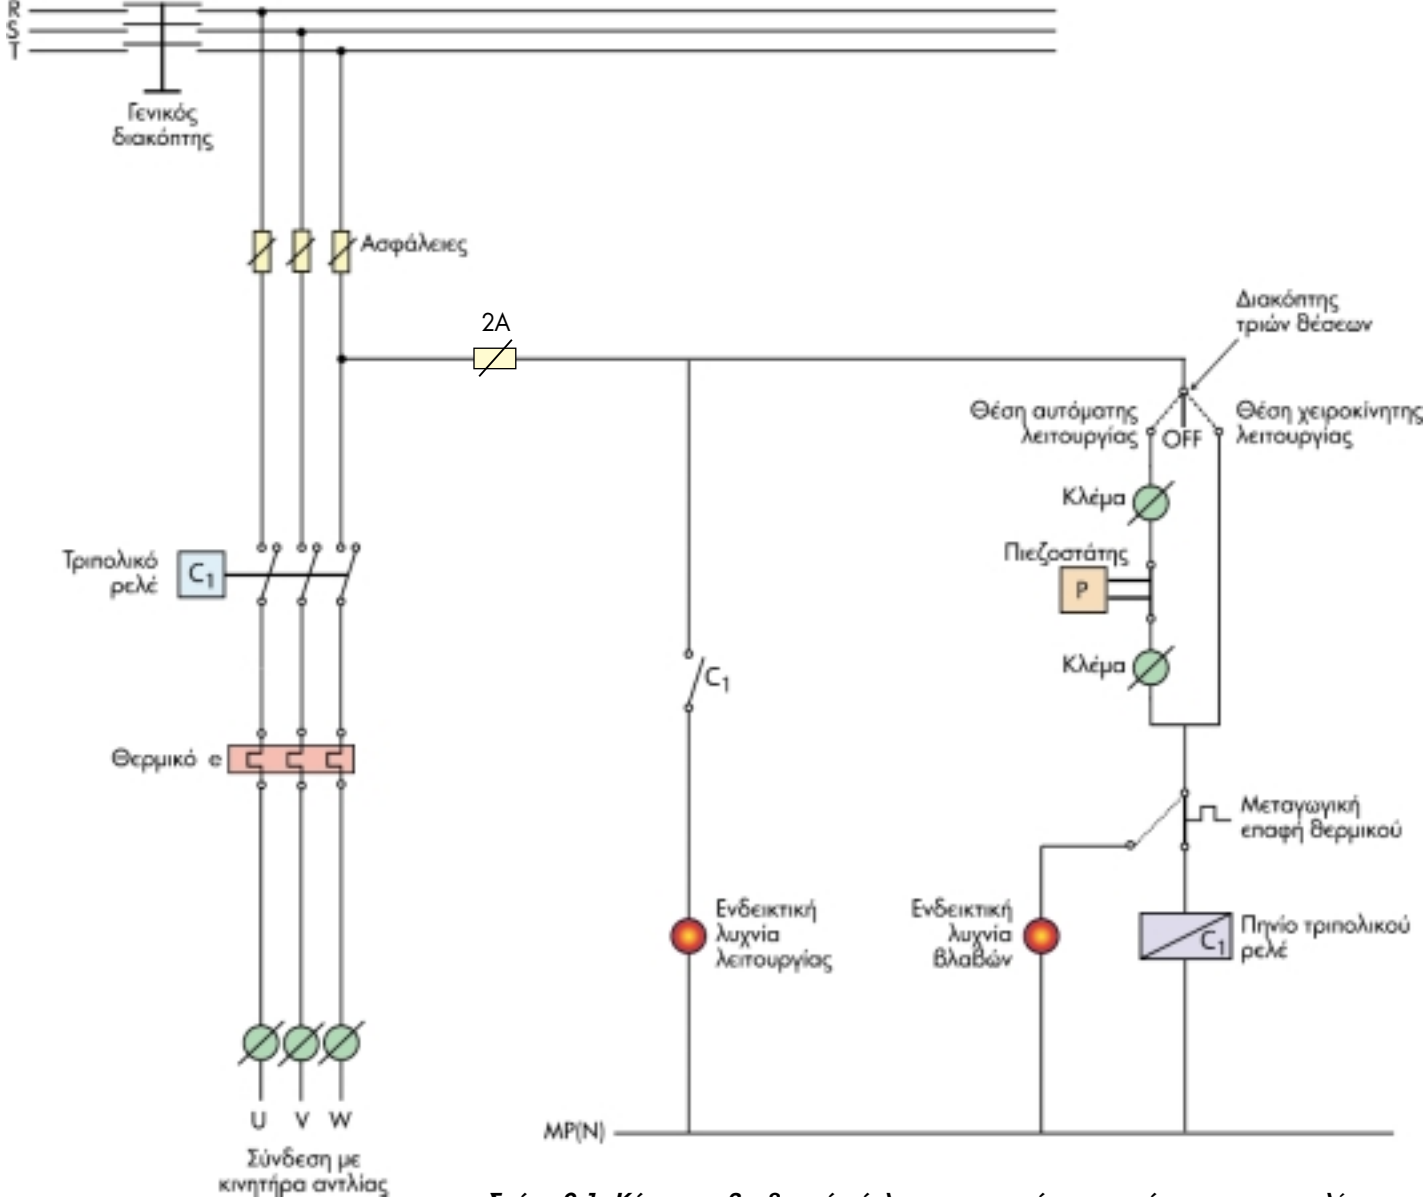 R
S
T
Γενικός
διακόπτης
Ασφάλειες
2A
Διακόπτης
τριών θέσεων
Θέση αυτόματης
λειτουργίας
OFF
Θέση χειροκίνητης
λειτουργίας
Κλέμα
Πιεζοστάτης
P
Κλέμα
Τριπολικό
ρελέ
C1
C1
Θερμικό e
Μεταγωγική
επαφή θερμικού
Ενδεικτική
λυχνία
λειτουργίας
Ενδεικτική
λυχνία
βλαβών
C1
Πηνίο τριπολικού
ρελέ
U V W
MP(N)
Σύνδεση με
κινητήρα αντλίας